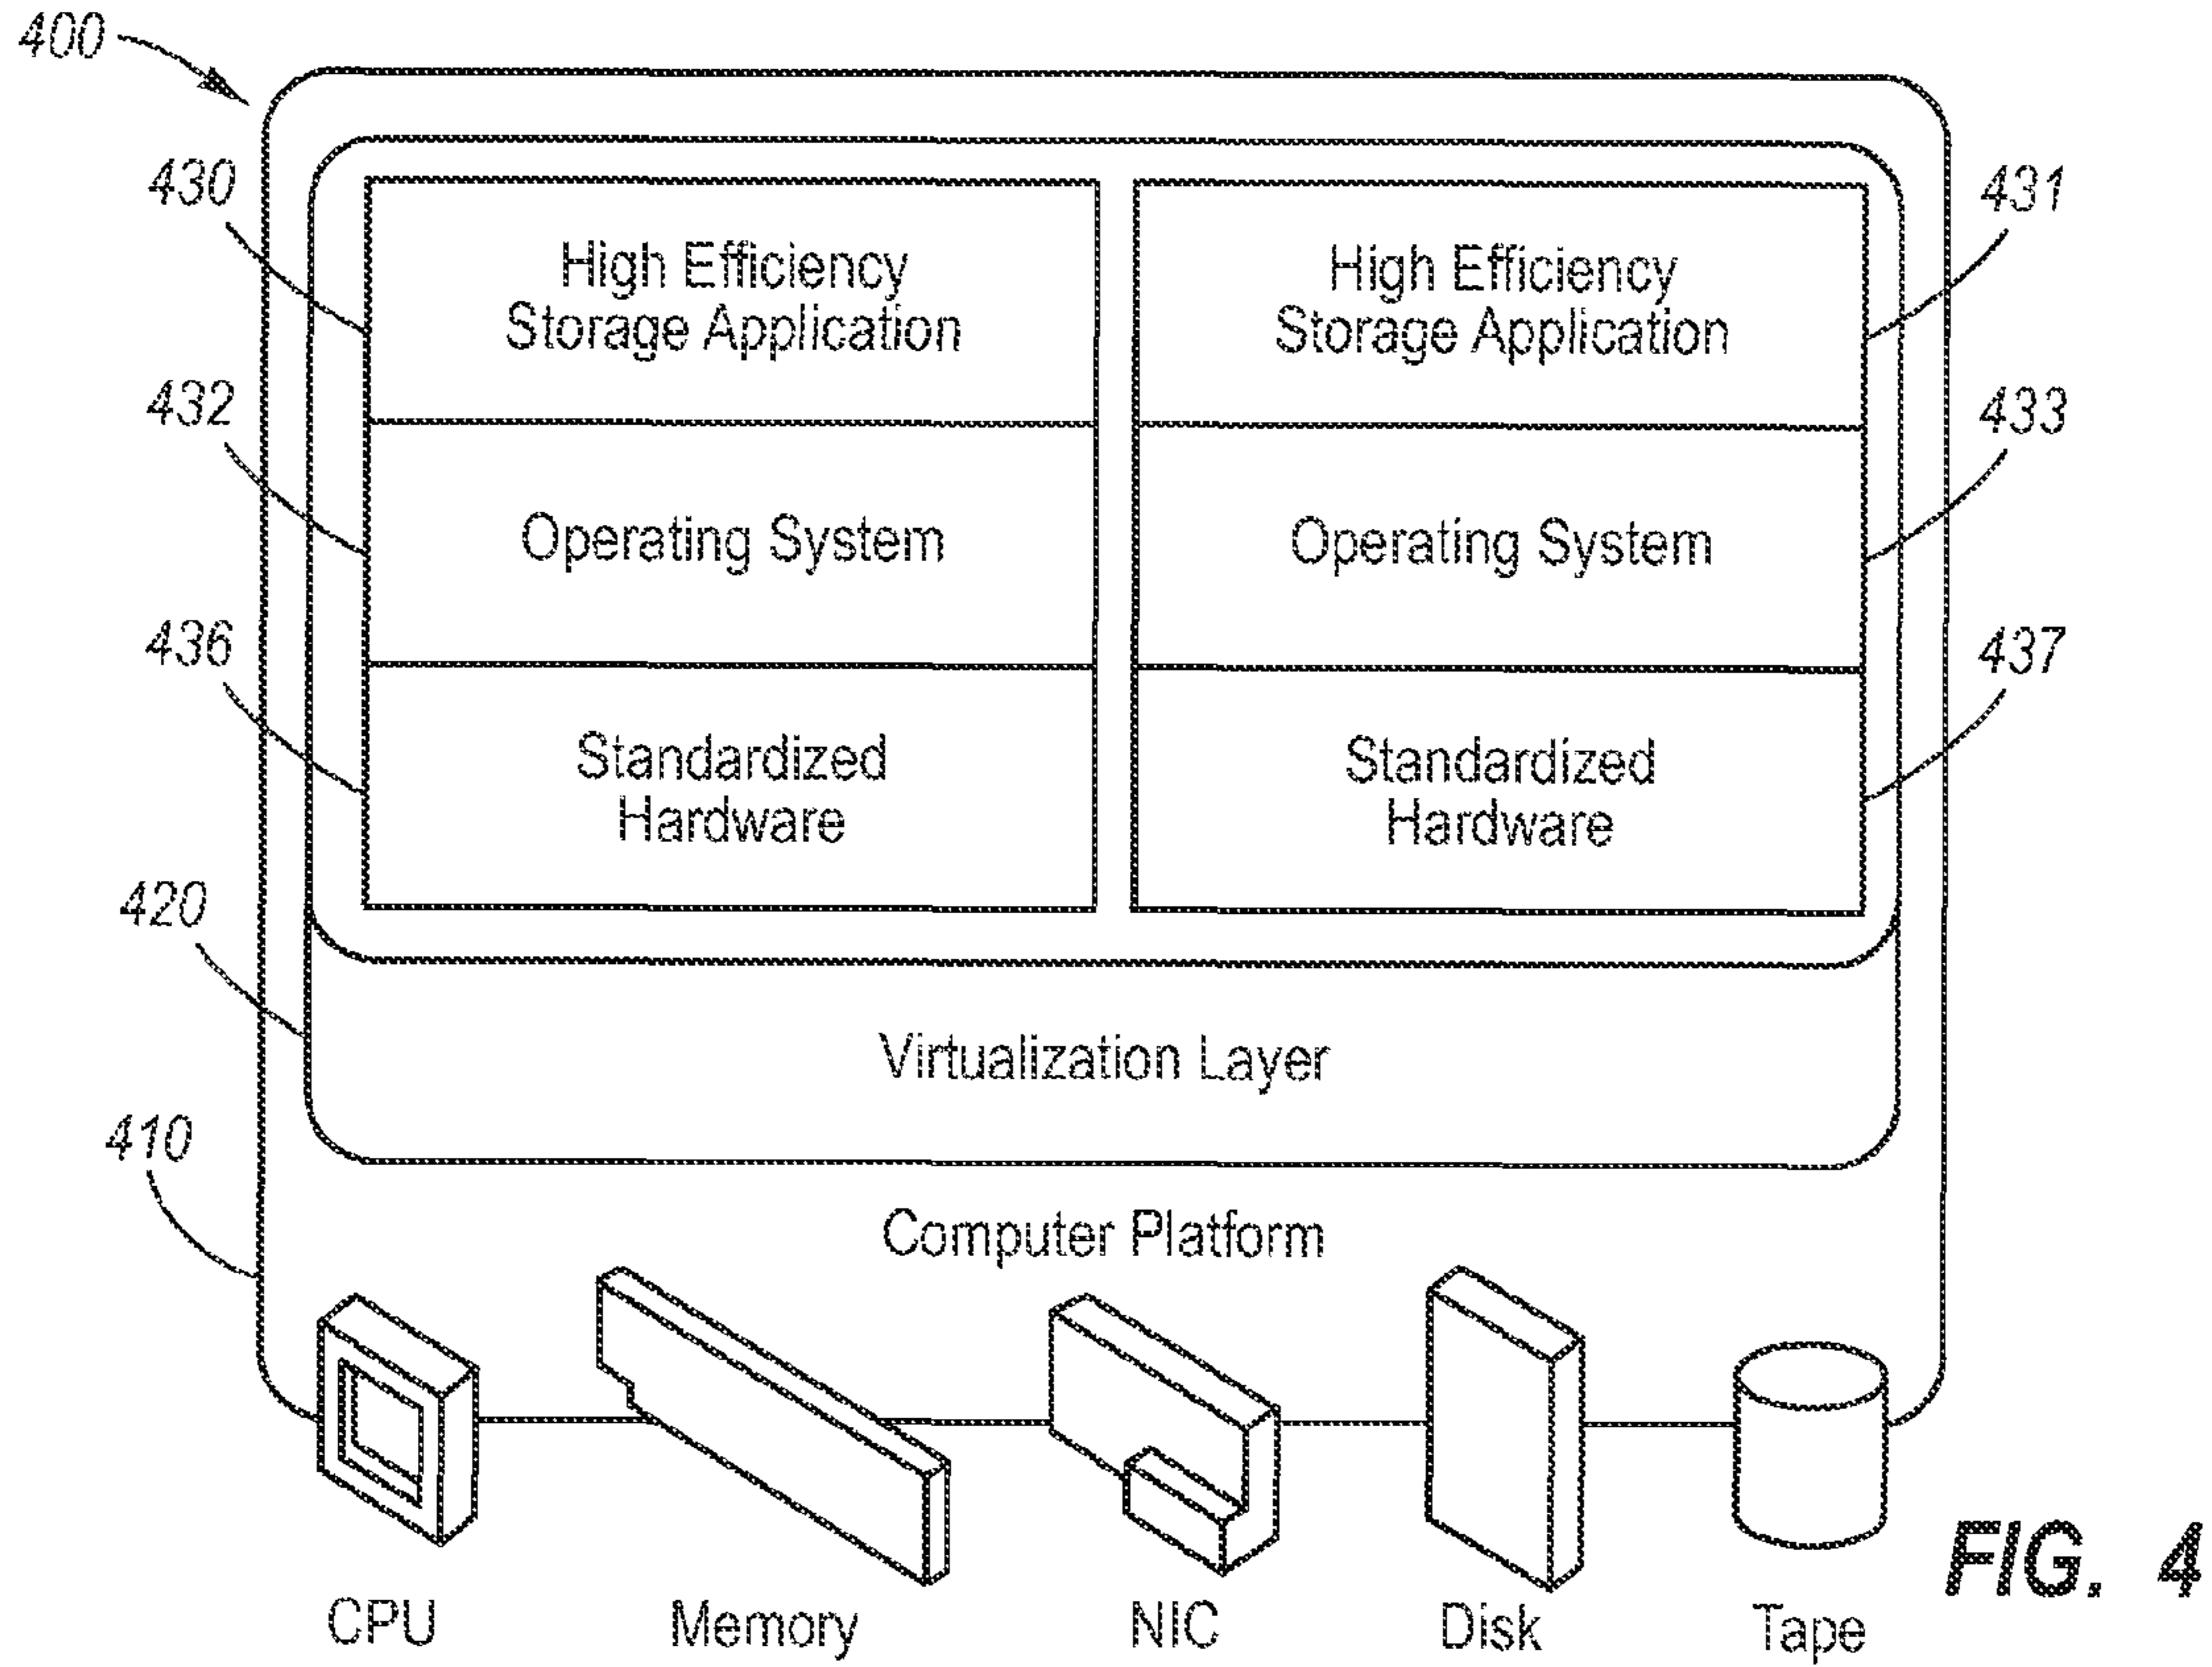 400
430
High Efficiency
Storage Application
High Efficiency
Storage Application
431
432
Operating System
Operating System
433
436
Standardized
Hardware
Standardized
Hardware
437
420
Virtualization Layer
410
Computer Platform
CPU
Memory
NIC
Disk
Tape
FIG. 4